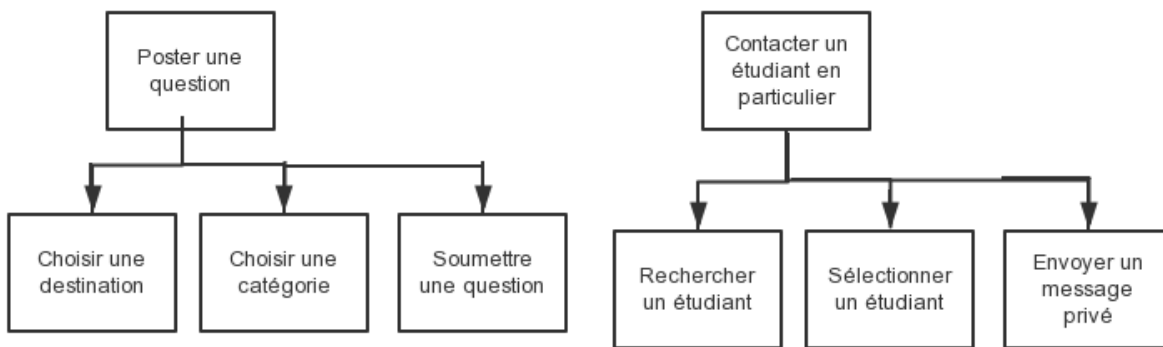 Poster une
question
Contacter un
étudiant en
particulier
Choisir une
destination
Choisir une
catégorie
Soumettre
une question
Rechercher
un étudiant
Sélectionner
un étudiant
Envoyer un
message
privé